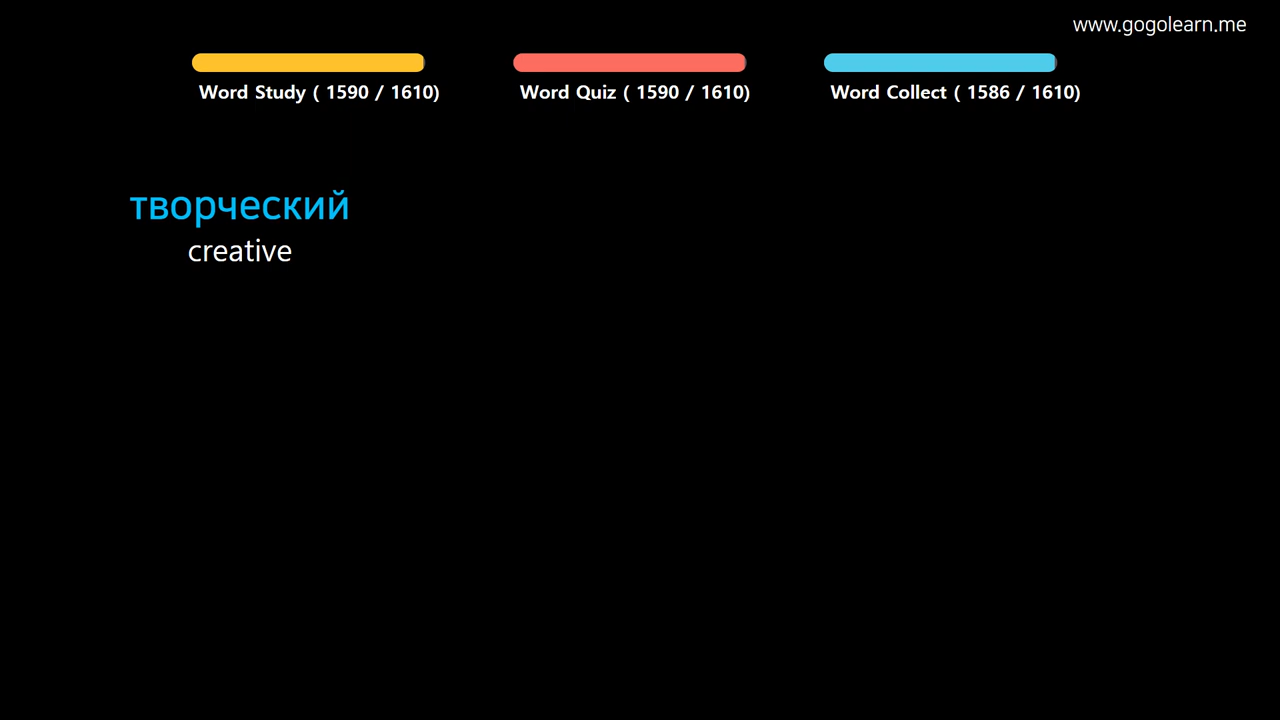 www.gogolearn.me
Word Study ( 1590 / 1610)
Word Quiz ( 1590 / 1610)
Word Collect ( 1586 / 1610)
творческий
creative